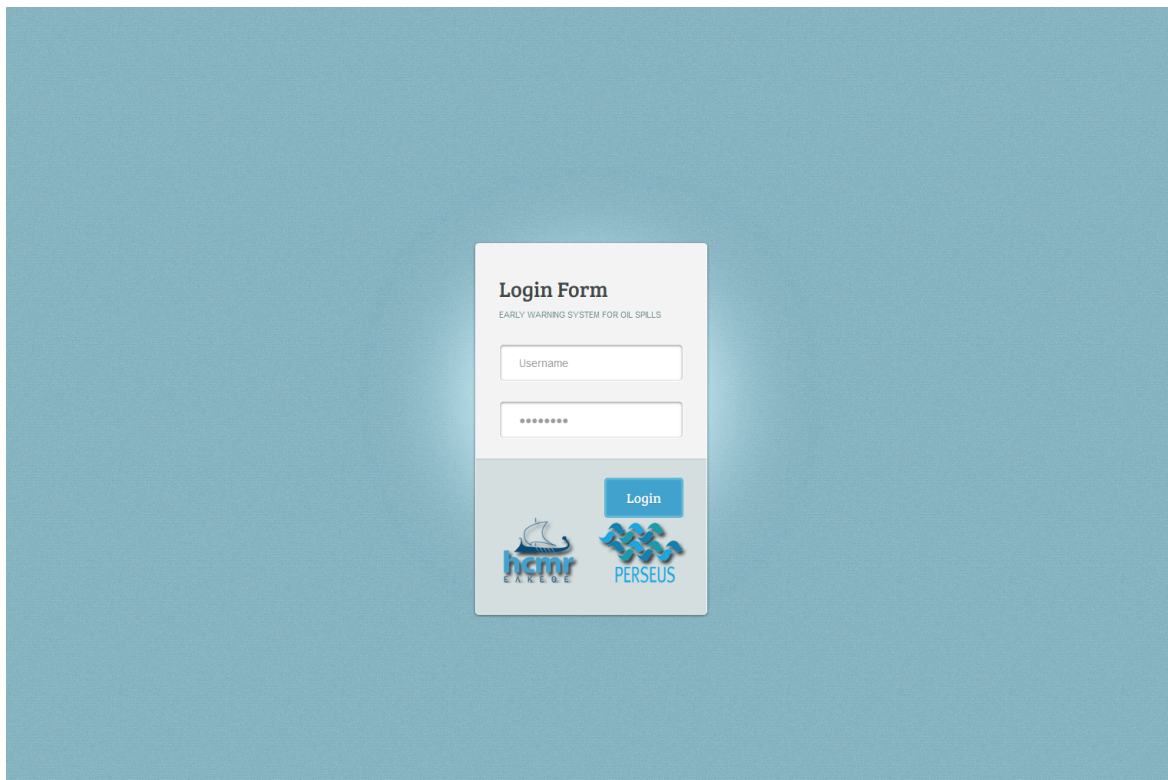 Login Form
EARLY WARNING SYSTEM FOR OIL SPILLS
Username
••••••••
Login
hcmr
ΕΛΚΕΘΕ
PERSEUS